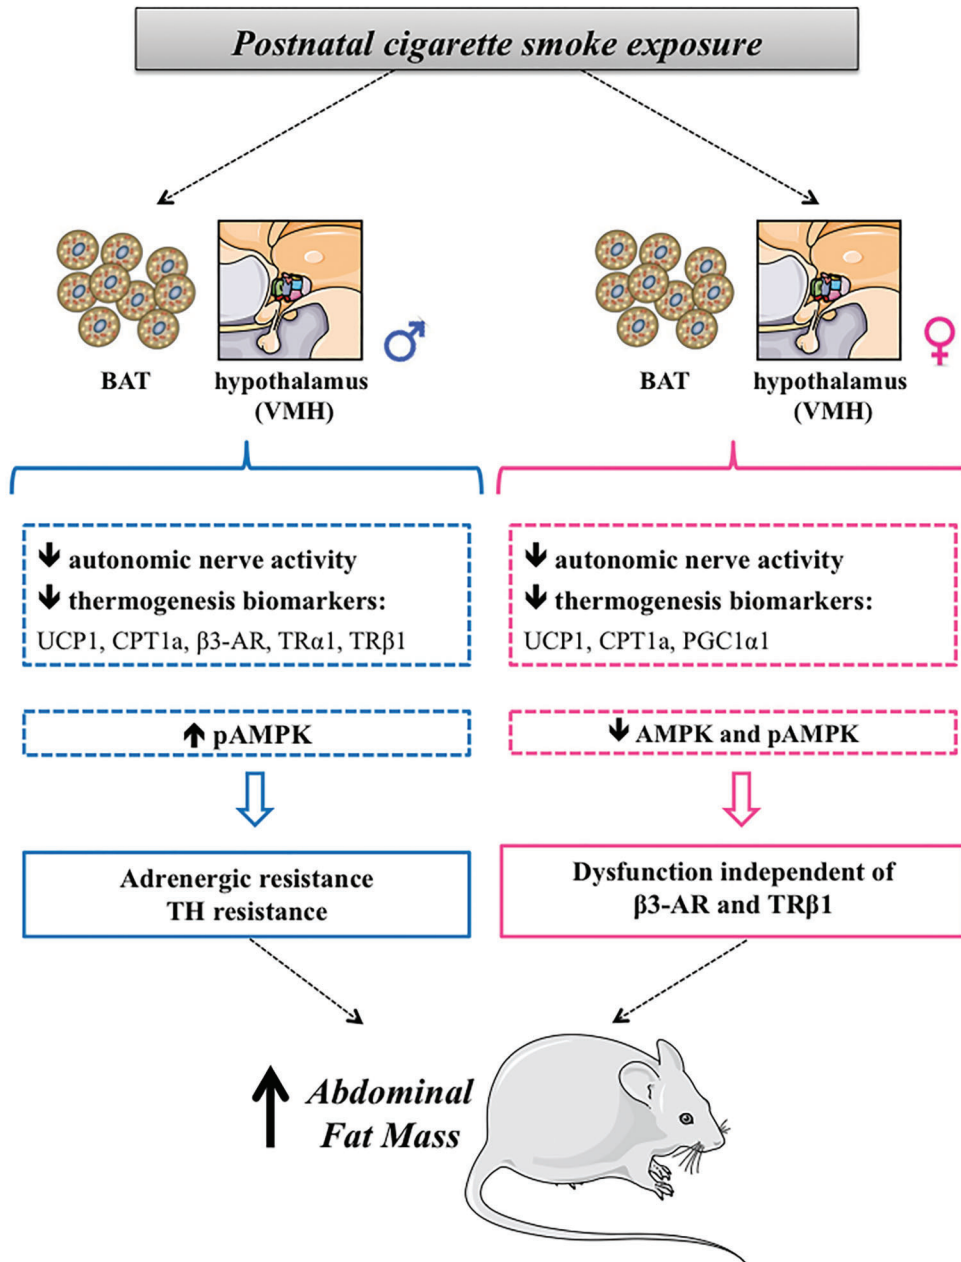 Postnatal cigarette smoke exposure
BAT
hypothalamus
(VMH)
♂
BAT
hypothalamus
(VMH)
♀
↓ autonomic nerve activity
↓ thermogenesis biomarkers:
UCP1, CPT1a, β3-AR, TRα1, TRβ1
↑ pAMPK
Adrenergic resistance
TH resistance
↓ autonomic nerve activity
↓ thermogenesis biomarkers:
UCP1, CPT1a, PGC1α1
↓ AMPK and pAMPK
Dysfunction independent of
β3-AR and TRβ1
↑ Abdominal
Fat Mass